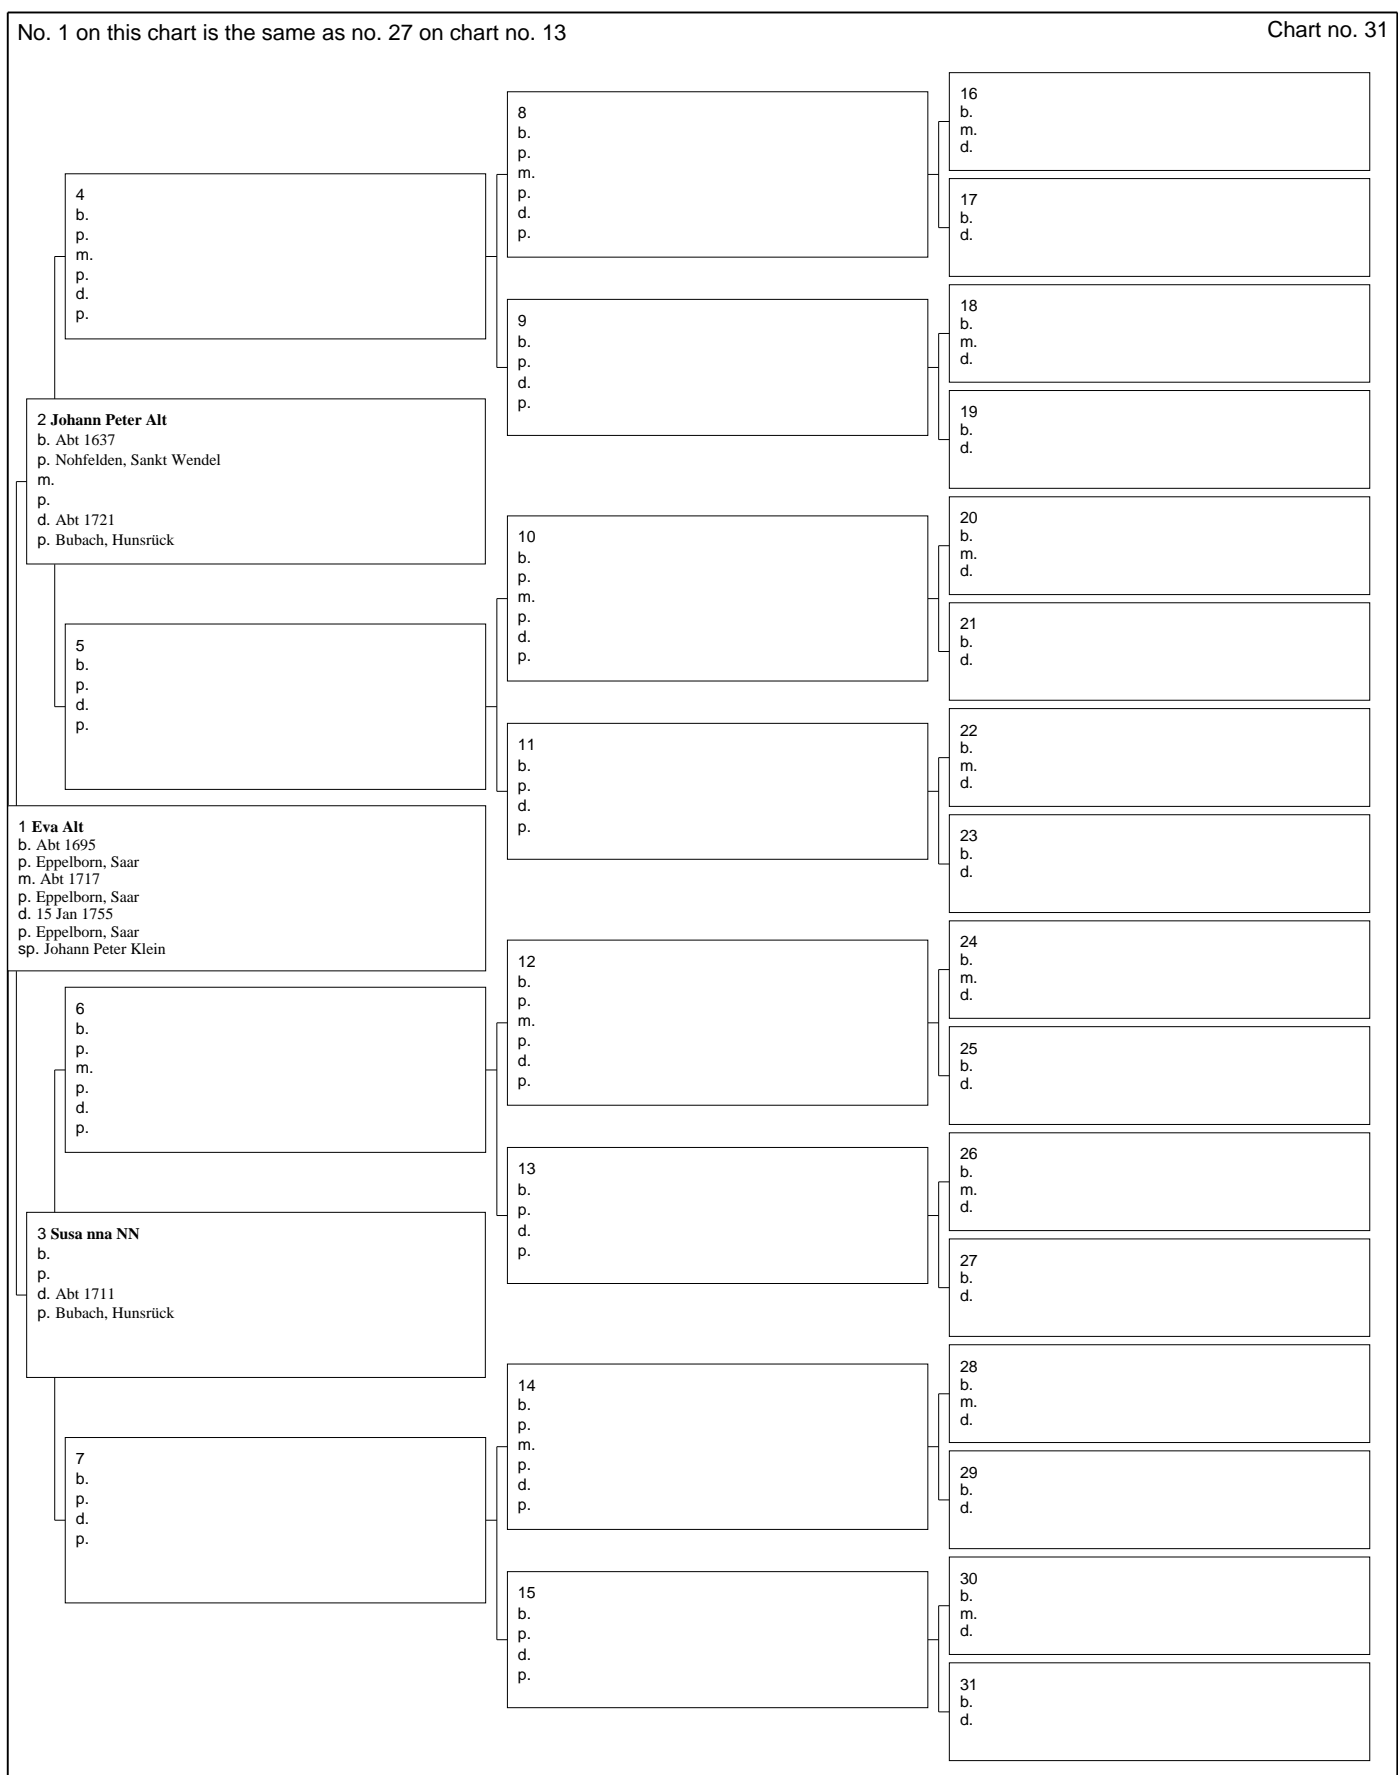 No. 1 on this chart is the same as no. 27 on chart no. 13
Chart no. 31
4
b.
p.
m.
p.
d.
p.
2 Johann Peter Alt
b. Abt 1637
p. Nohfelden, Sankt Wendel
m.
p.
d. Abt 1721
p. Bubach, Hunsrück
5
b.
p.
d.
p.
1 Eva Alt
b. Abt 1695
p. Eppelborn, Saar
m. Abt 1717
p. Eppelborn, Saar
d. 15 Jan 1755
p. Eppelborn, Saar
sp. Johann Peter Klein
6
b.
p.
m.
p.
d.
p.
3 Susa nna NN
b.
p.
d. Abt 1711
p. Bubach, Hunsrück
7
b.
p.
d.
p.
8
b.
p.
m.
p.
d.
p.
9
b.
p.
d.
p.
10
b.
p.
m.
p.
d.
p.
11
b.
p.
d.
p.
12
b.
p.
m.
p.
d.
p.
13
b.
p.
d.
p.
14
b.
p.
m.
p.
d.
p.
15
b.
p.
d.
p.
16
b.
m.
d.
17
b.
d.
18
b.
m.
d.
19
b.
d.
20
b.
m.
d.
21
b.
d.
22
b.
m.
d.
23
b.
d.
24
b.
m.
d.
25
b.
d.
26
b.
m.
d.
27
b.
d.
28
b.
m.
d.
29
b.
d.
30
b.
m.
d.
31
b.
d.